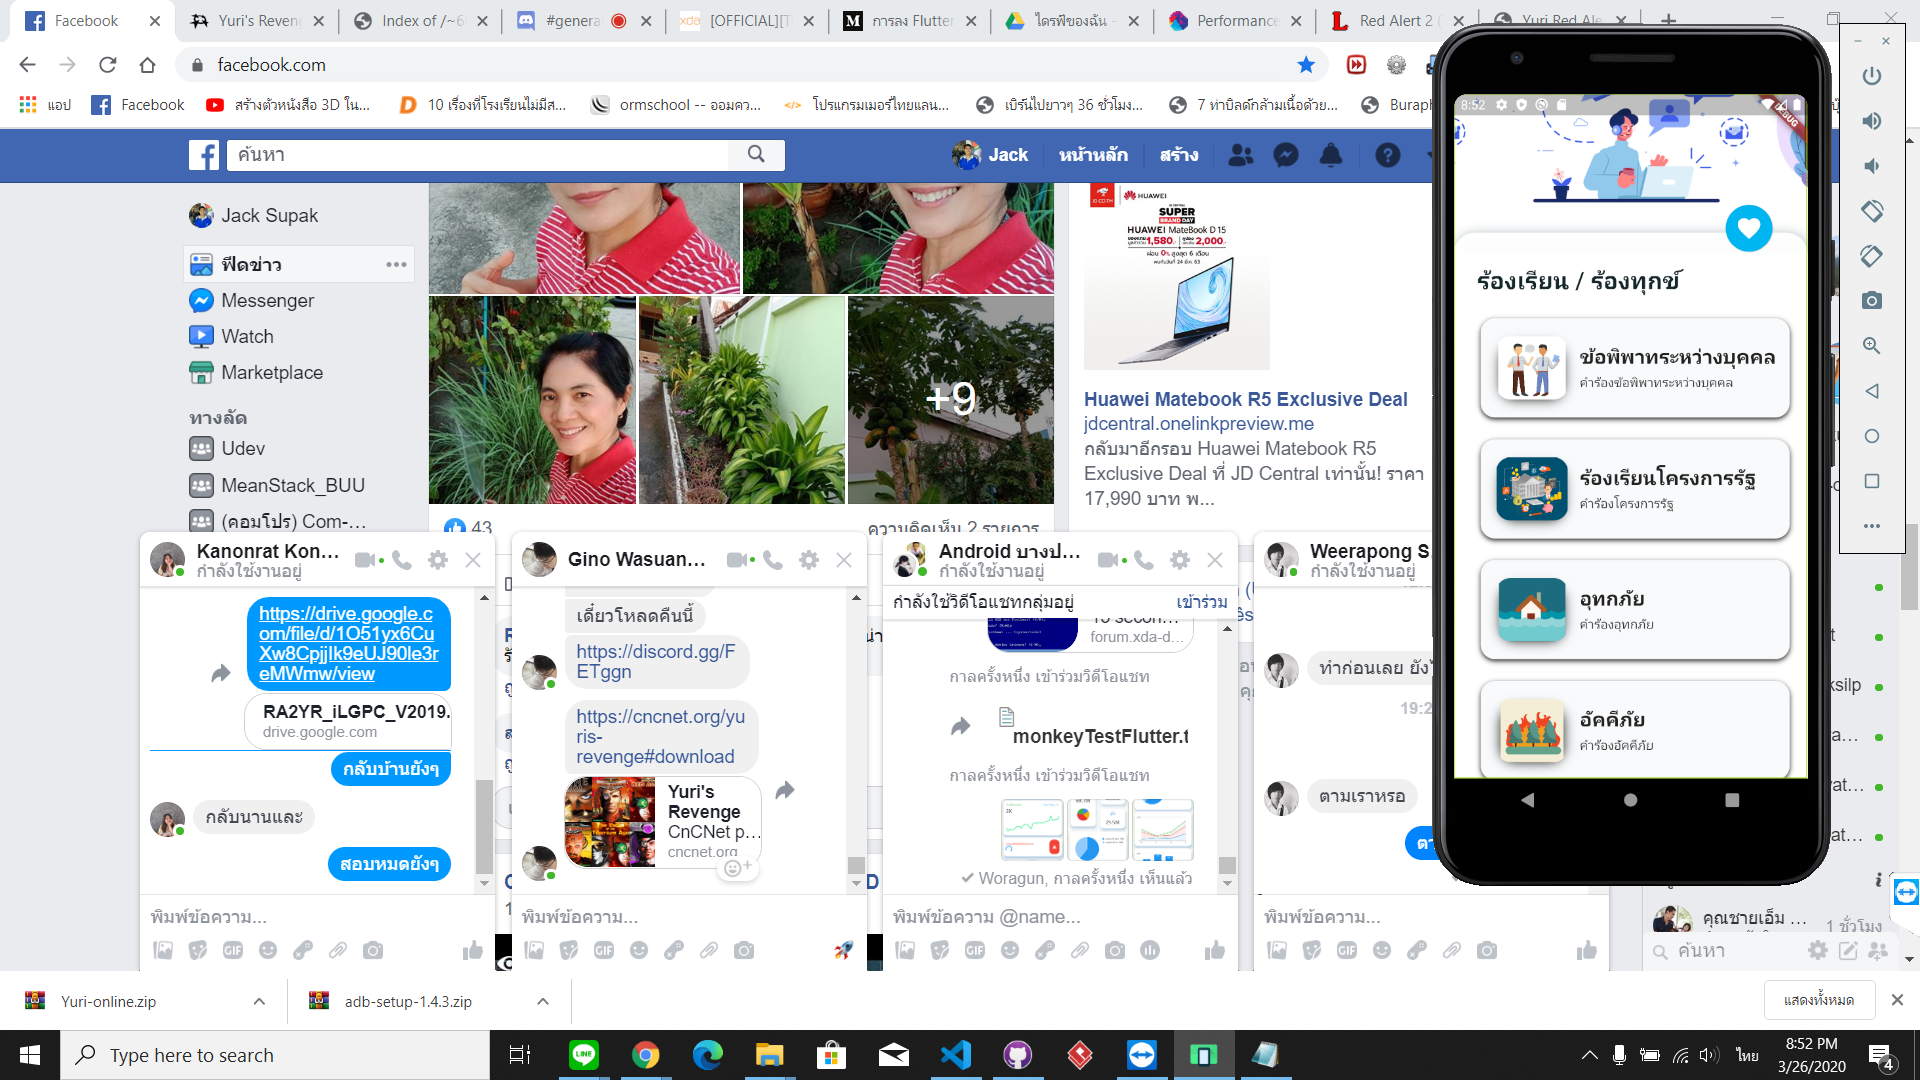 Facebook
Yuri's Reven
Index of /~6
#genera
[OFFICIAL][T
การลง Flutter
ไดรฟ์ของฉัน -
Performance
Red Alert 2 (
Yuri Red Ale
facebook.com
แอป
Facebook
สร้างตัวหนังสือ 3D ใน...
10 เรื่องที่โรงเรียนไม่มีส...
ormschool -- ออมคว...
โปรแกรมเมอร์ไทยแลน...
เบิร์นไปยาวๆ 36 ชั่วโมง...
7 ท่าบิลด์กล้ามเนื้อด้วย...
Buraph
ค้นหา
Jack
หน้าหลัก
สร้าง
Jack Supak
ฟีดข่าว
Messenger
Watch
Marketplace
ทางลัด
Udev
MeanStack_BUU
(คอมโปร) Com-...
+9
43
ความคิดเห็น 2 รายการ
HUAWEI
SUPER
BRAND DAY
HUAWEI MateBook D 15
1,580.-
2,000.-
Huawei Matebook R5 Exclusive Deal
jdcentral.onelinkpreview.me
กลับมาอีกรอบ Huawei Matebook R5
Exclusive Deal ที่ JD Central เท่านั้น! ราคา
17,990 บาท พ...
Kanonrat Kon...
กำลังใช้งานอยู่
https://drive.google.c
om/file/d/1O51yx6Cu
Xw8CpjjIk9eUJ90le3r
eMWmw/view
RA2YR_iLGPC_V2019.
drive.google.com
กลับบ้านยังๆ
กลับนานและ
สอบหมดยังๆ
พิมพ์ข้อความ...
GIF
Gino Wasuan...
เดี๋ยวโหลดคืนนี้
https://discord.gg/F
ETggn
https://cncnet.org/yu
ris-
revenge#download
Yuri's
Revenge
CnCNet p...
cncnet.org
พิมพ์ข้อความ...
GIF
Android บางป...
กำลังใช้งานอยู่
กำลังใช้วิดีโอแชทกลุ่มอยู่
เข้าร่วม
15 secon...
forum.xda-d...
กาลครั้งหนึ่ง เข้าร่วมวิดีโอแชท
monkeyTestFlutter.t
กาลครั้งหนึ่ง เข้าร่วมวิดีโอแชท
Woragun, กาลครั้งหนึ่ง เห็นแล้ว
พิมพ์ข้อความ @name...
GIF
Weerapong S
กำลังใช้งานอยู่
ทำก่อนเลย ยังไ
19:2
ตามเราหรอ
ตา
พิมพ์ข้อความ...
GIF
8:52
DEBUG
ร้องเรียน / ร้องทุกข์
ข้อพิพาทระหว่างบุคคล
คำร้องข้อพิพาทระหว่างบุคคล
ร้องเรียนโครงการรัฐ
คำร้องโครงการรัฐ
อุทกภัย
คำร้องอุทกภัย
อัคคีภัย
คำร้องอัคคีภัย
ksilp
คุณชายเอ็ม ...
1 ชั่วโมง
ค้นหา
Yuri-online.zip
adb-setup-1.4.3.zip
แสดงทั้งหมด
Type here to search
LINE
ไทย
8:52 PM
3/26/2020
4